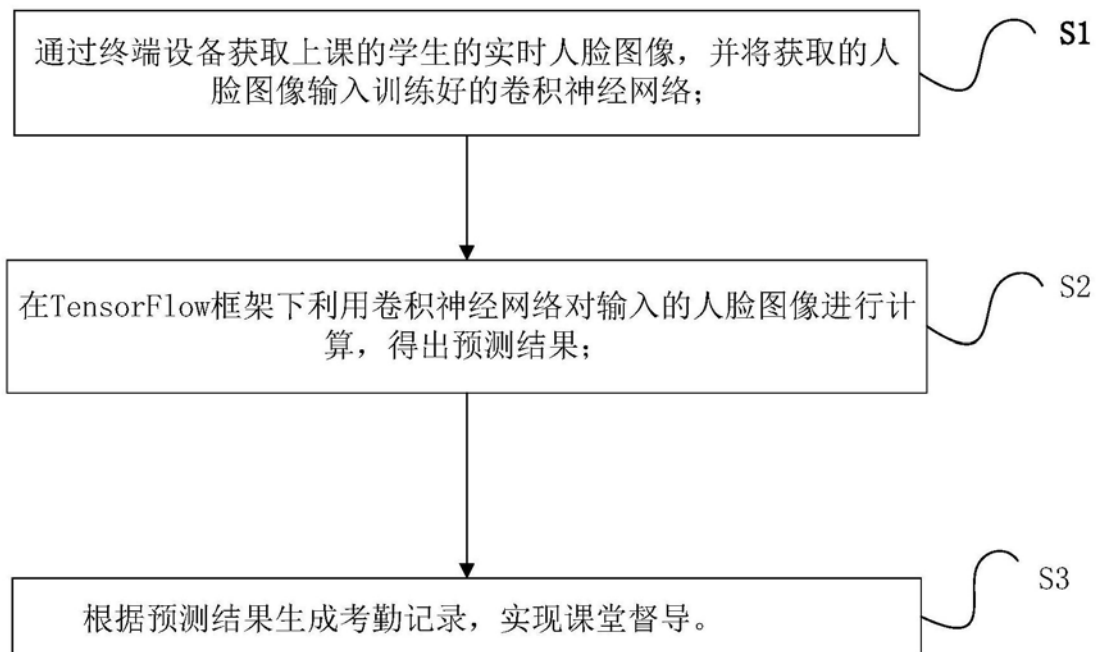 通过终端设备获取上课的学生的实时人脸图像，并将获取的人
脸图像输入训练好的卷积神经网络；
S1
在TensorFlow框架下利用卷积神经网络对输入的人脸图像进行计
算，得出预测结果；
S2
根据预测结果生成考勤记录，实现课堂督导。
S3